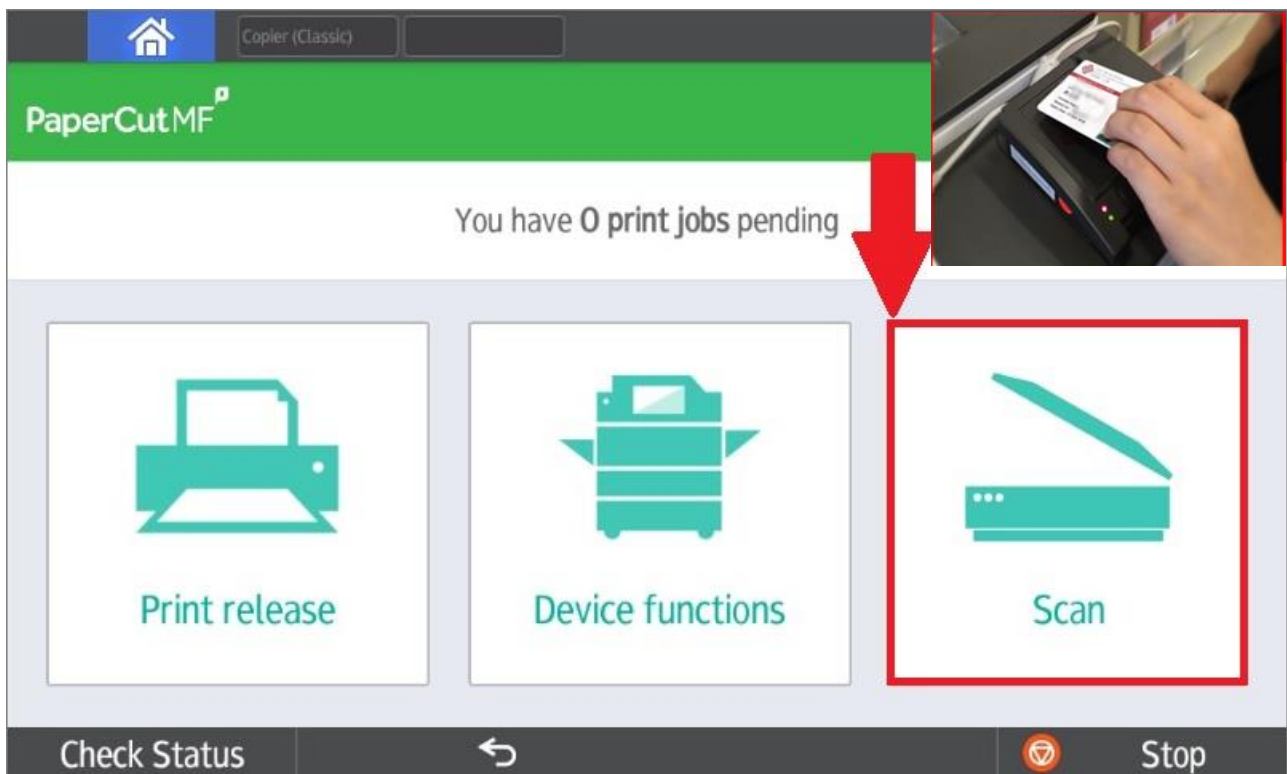 Copier (Classic)
PaperCut MF
You have 0 print jobs pending
Print release
Device functions
Scan
Check Status
Stop